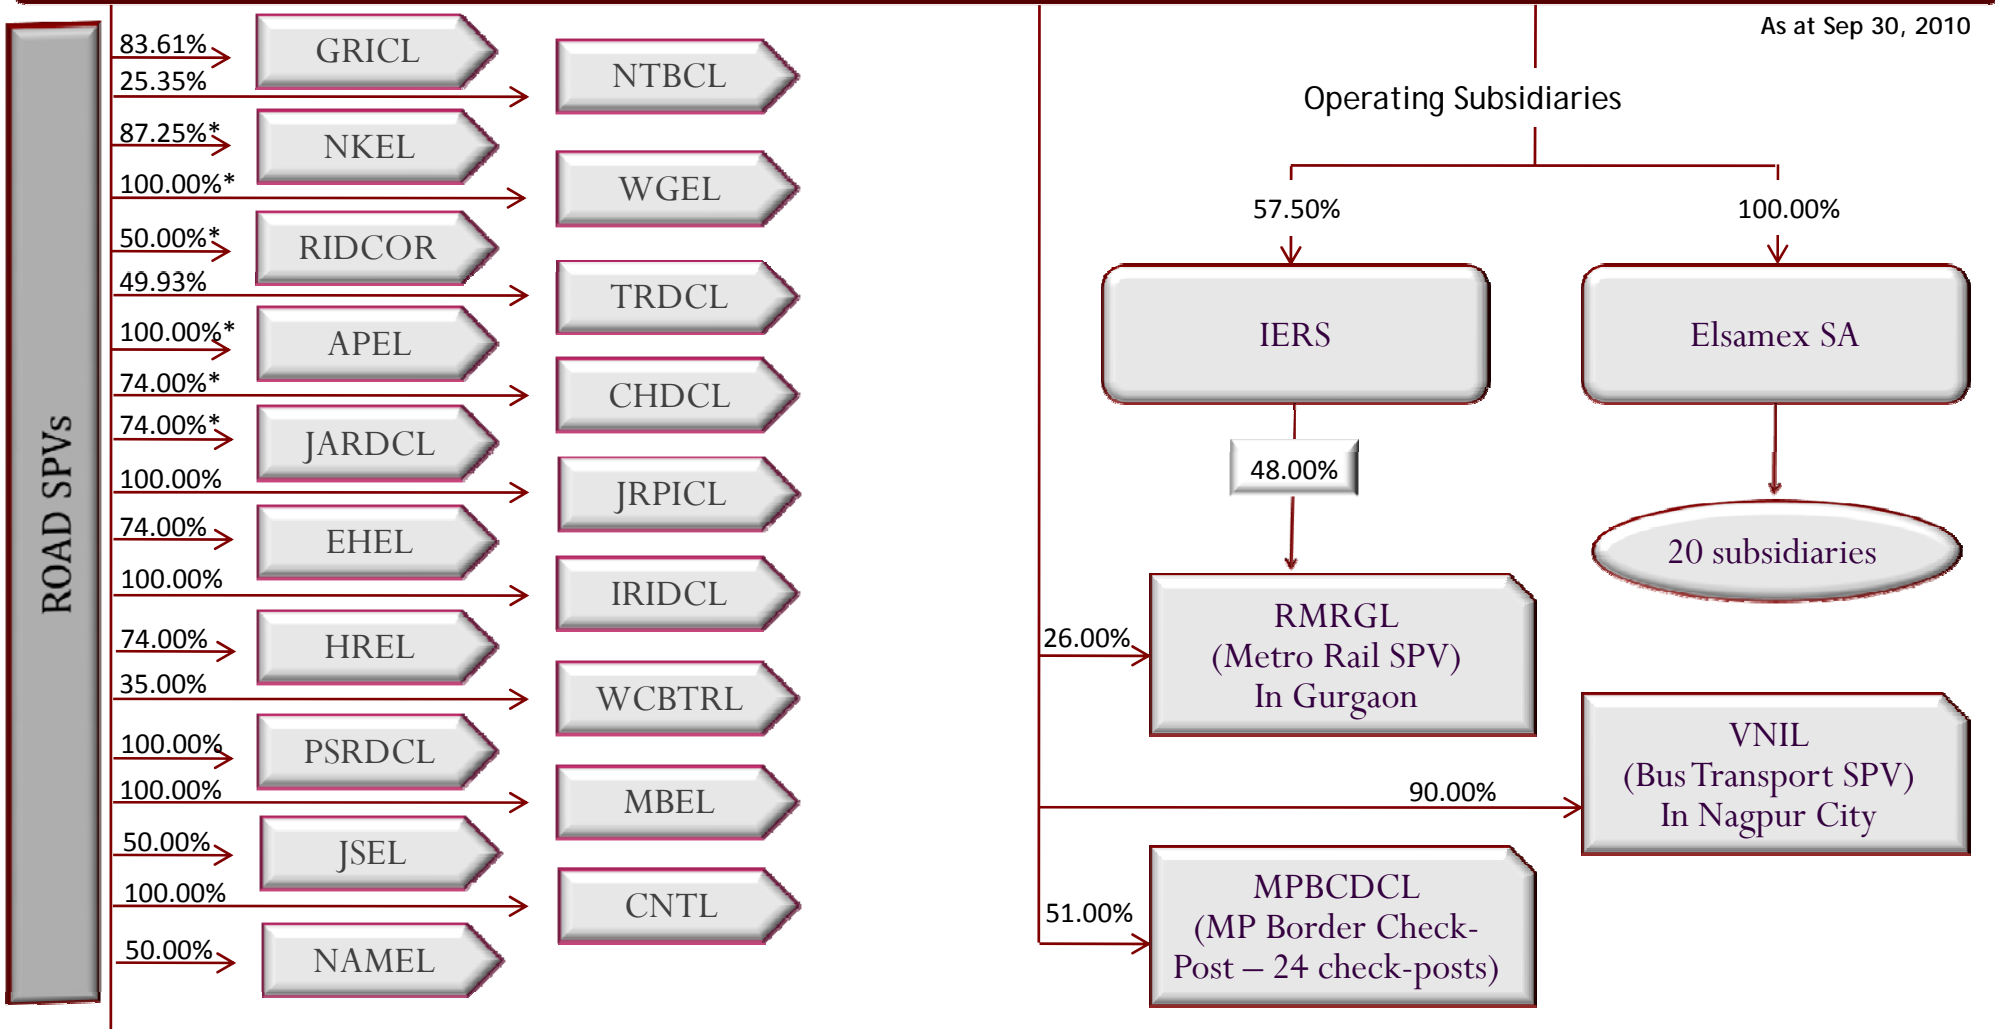 As at Sep 30, 2010
ROAD SPVs
83.61%
GRICL
25.35%
NTBCL
87.25%*
NKEL
100.00%*
WGEL
50.00%*
RIDCOR
49.93%
TRDCL
100.00%*
APEL
74.00%*
CHDCL
74.00%*
JARDCL
100.00%
JRPICL
74.00%
EHEL
100.00%
IRIDCL
74.00%
HREL
35.00%
WCBTRL
100.00%
PSRDCL
100.00%
MBEL
50.00%
JSEL
100.00%
CNTL
50.00%
NAMEL
Operating Subsidiaries
57.50%
100.00%
IERS
Elsamex SA
48.00%
20 subsidiaries
26.00%
RMRGL
(Metro Rail SPV)
In Gurgaon
90.00%
VNIL
(Bus Transport SPV)
In Nagpur City
51.00%
MPBCDCL
(MP Border Check-
Post – 24 check-posts)